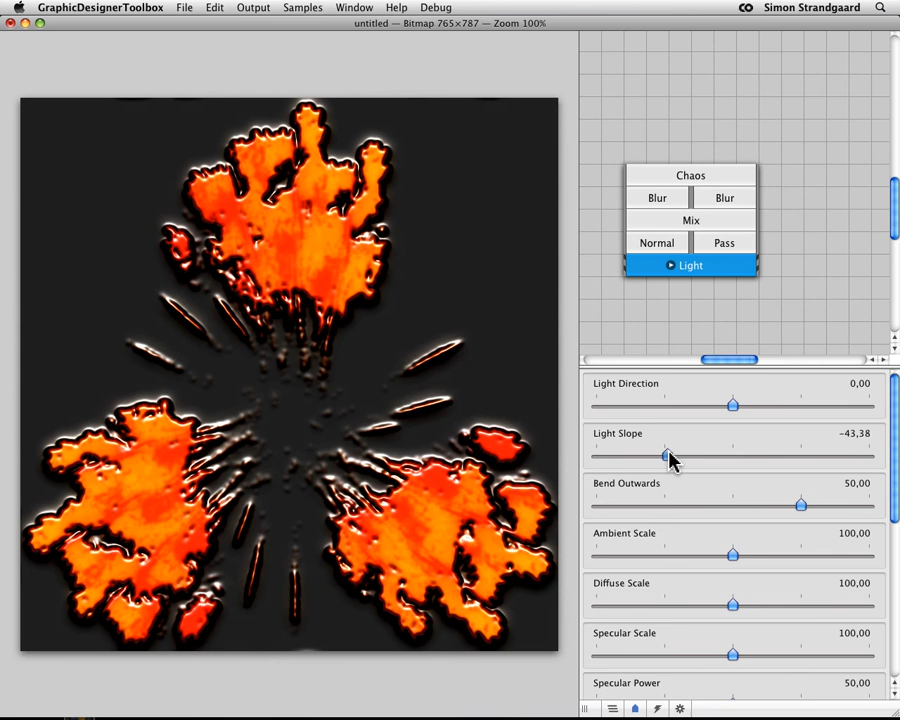 GraphicDesignerToolbox File Edit Output Samples Window Help Debug Simon Strandgaard
untitled — Bitmap 765×787 — Zoom 100%
Chaos
Blur Blur
Mix
Normal Pass
Light
Light Direction 0,00
Light Slope −43,38
Bend Outwards 50,00
Ambient Scale 100,00
Diffuse Scale 100,00
Specular Scale 100,00
Specular Power 50,00